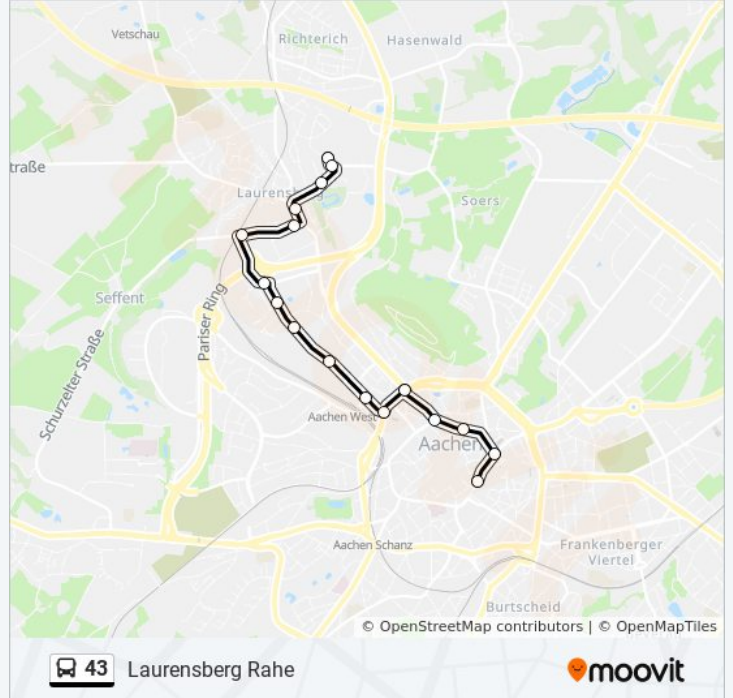 Vetschau
Richterich
Hasenwald
traße
Laurensberg
Soers
Seffent
Pariser Ring
Schurzelter Straße
Aachen West
Aachen
Aachen Schanz
Frankenberger
Viertel
Burtscheid
© OpenStreetMap contributors | © OpenMapTiles
43 Laurensberg Rahe
moovit